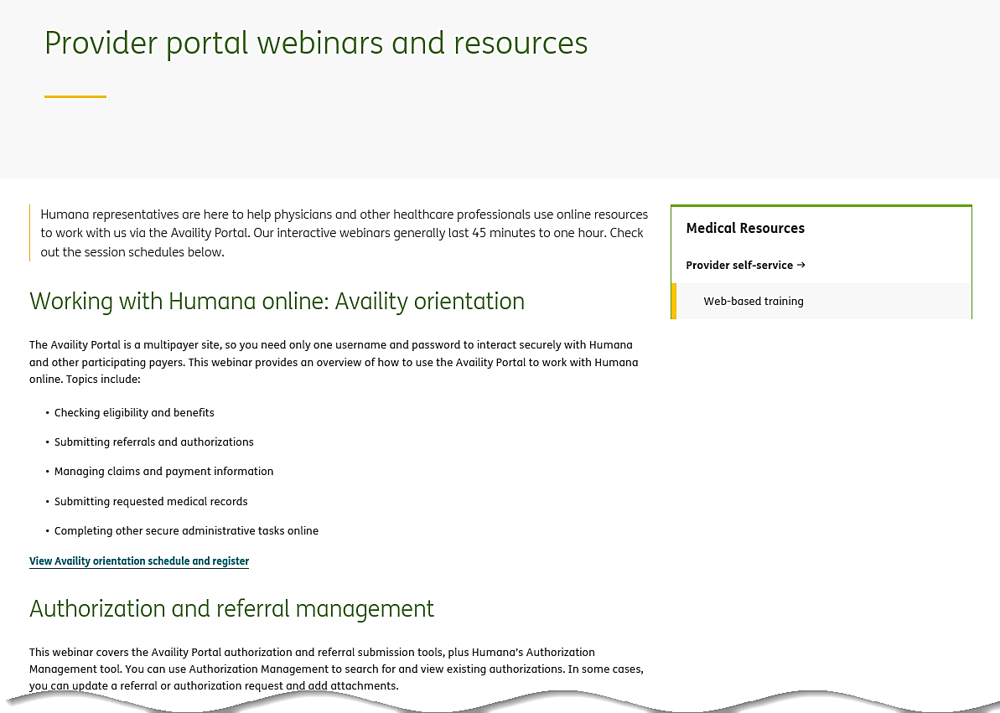 Provider portal webinars and resources
Humana representatives are here to help physicians and other healthcare professionals use online resources
to work with us via the Availity Portal. Our interactive webinars generally last 45 minutes to one hour. Check
out the session schedules below.
Working with Humana online: Availity orientation
The Availity Portal is a multipayer site, so you need only one username and password to interact securely with Humana
and other participating payers. This webinar provides an overview of how to use the Availity Portal to work with Humana
online. Topics include:
• Checking eligibility and benefits
• Submitting referrals and authorizations
• Managing claims and payment information
• Submitting requested medical records
• Completing other secure administrative tasks online
View Availity orientation schedule and register
Authorization and referral management
This webinar covers the Availity Portal authorization and referral submission tools, plus Humana's Authorization
Management tool. You can use Authorization Management to search for and view existing authorizations. In some cases,
you can update a referral or authorization request and add attachments.
Medical Resources
Provider self-service →
Web-based training